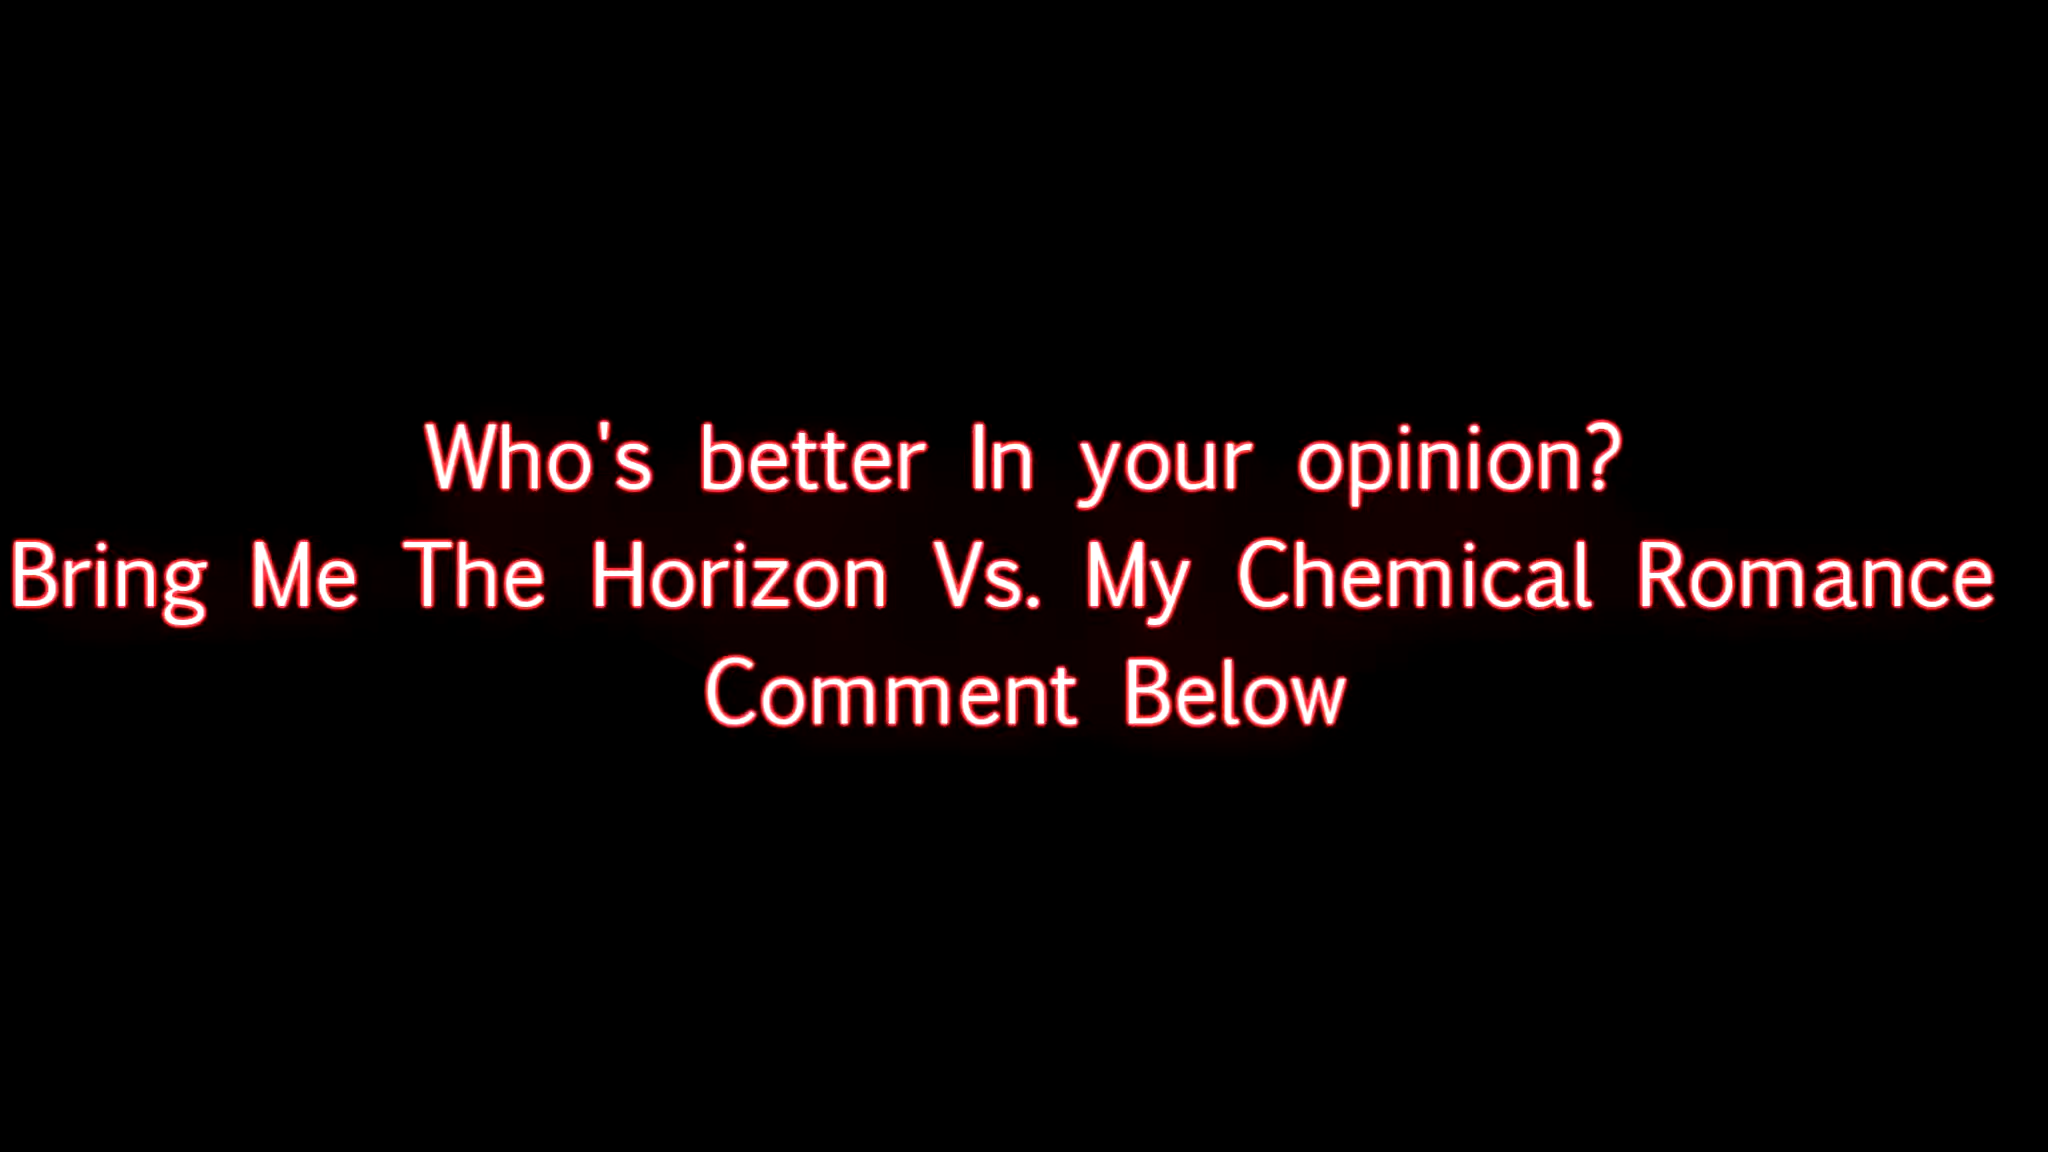 Who's better In your opinion?
Bring Me The Horizon Vs. My Chemical Romance
Comment Below